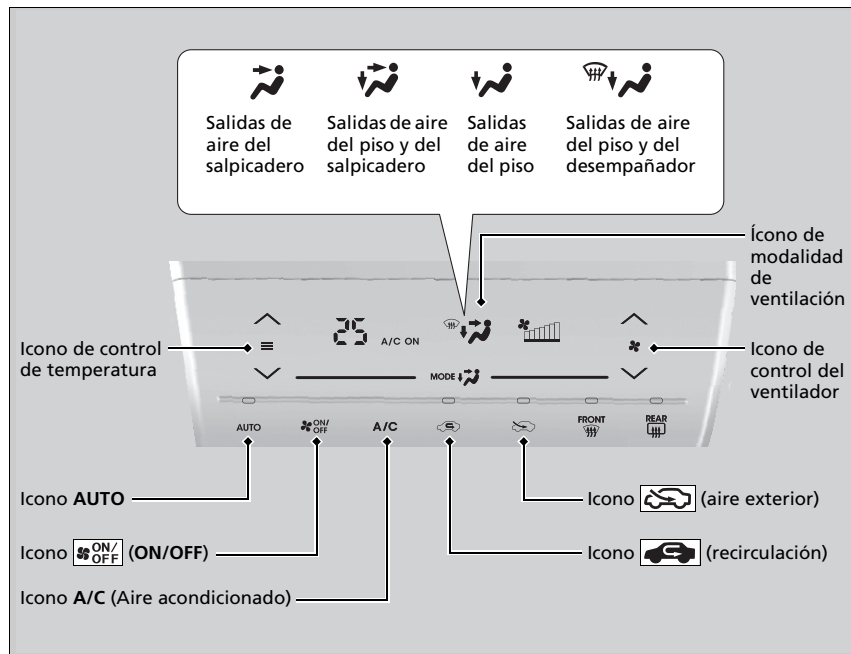 Salidas de
aire del
salpicadero
Salidas de aire
del piso y del
salpicadero
Salidas
de aire
del piso
Salidas de aire
del piso y del
desempañador
Ícono de
modalidad
de
ventilación
Icono de control
de temperatura
25 A/C ON
Icono de
control del
ventilador
MODE
AUTO
ON/
OFF
A/C
FRONT
REAR
Icono AUTO
Icono ON/OFF (ON/OFF)
Icono A/C (Aire acondicionado)
Icono (aire exterior)
Icono (recirculación)